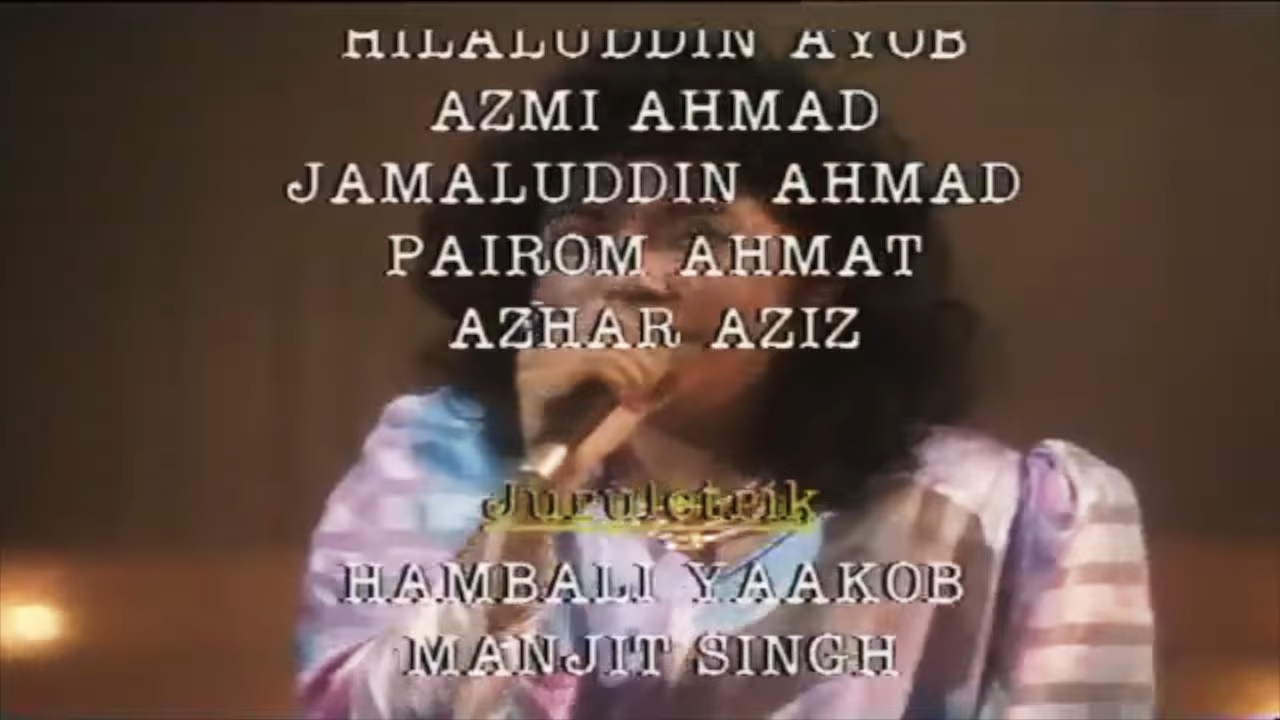 HILALUDDIN AYUB
AZMI AHMAD
JAMALUDDIN AHMAD
PAIROM AHMAT
AZHAR AZIZ
Juruletrik
HAMBALI YAAKOB
MANJIT SINGH